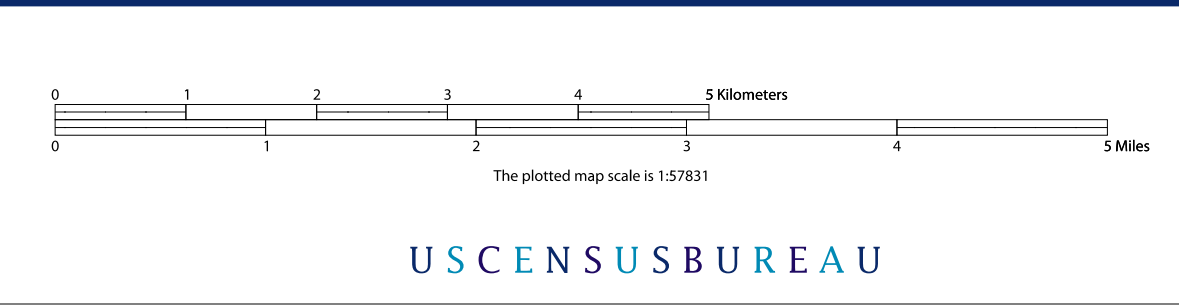 0 1 2 3 4 5 Kilometers
0 1 2 3 4 5 Miles
The plotted map scale is 1:57831
USCENSUSBUREAU